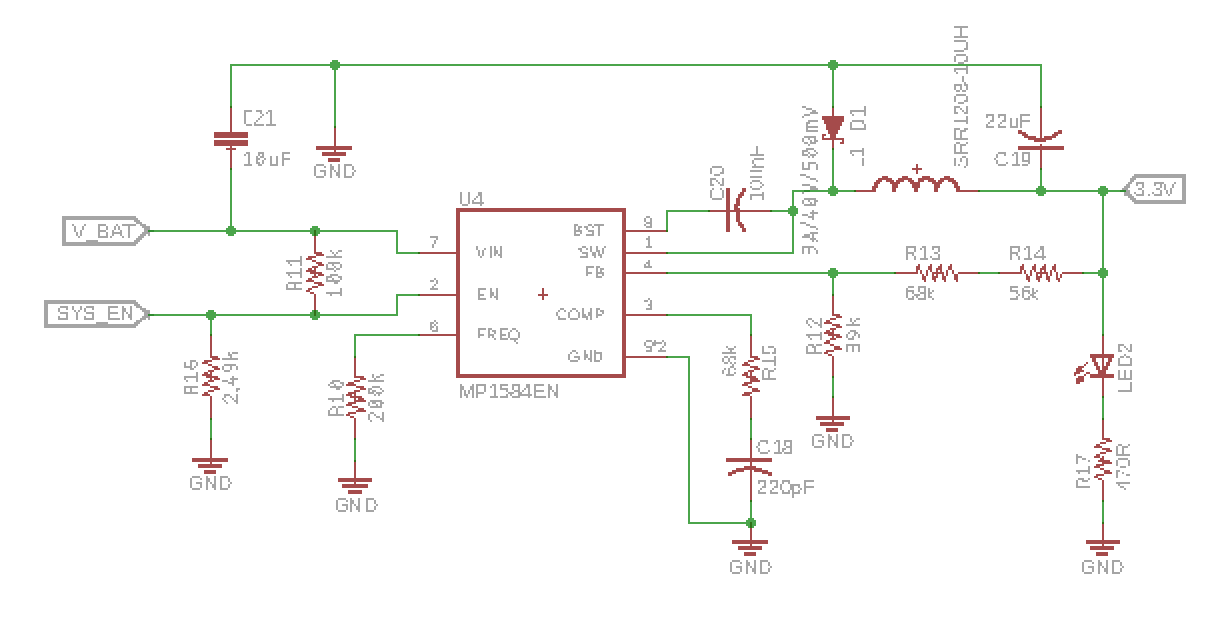 SRR1208-10UH
C21
10uF
GND
D1
_1
3A/40V/500mV
22uF
C19
C20
100nF
3.3V
V_BAT
U4
R11
100k
7
VIN
BST
SW
1
2
EN
FB
4
SYS_EN
COMP
3
6
FREQ
GND
MP1584EN
R13
68k
R14
56k
R16
2.49k
R10
200k
R15
68k
R12
39k
LED2
GND
GND
GND
C18
220pF
R17
470R
GND
GND